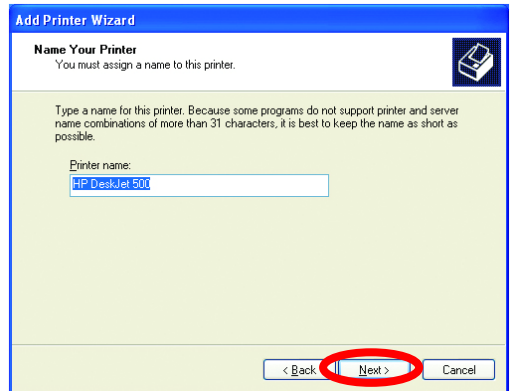 Add Printer Wizard
Name Your Printer
You must assign a name to this printer.
Type a name for this printer. Because some programs do not support printer and server
name combinations of more than 31 characters, it is best to keep the name as short as
possible.
Printer name:
HP DeskJet 500
< Back Next > Cancel